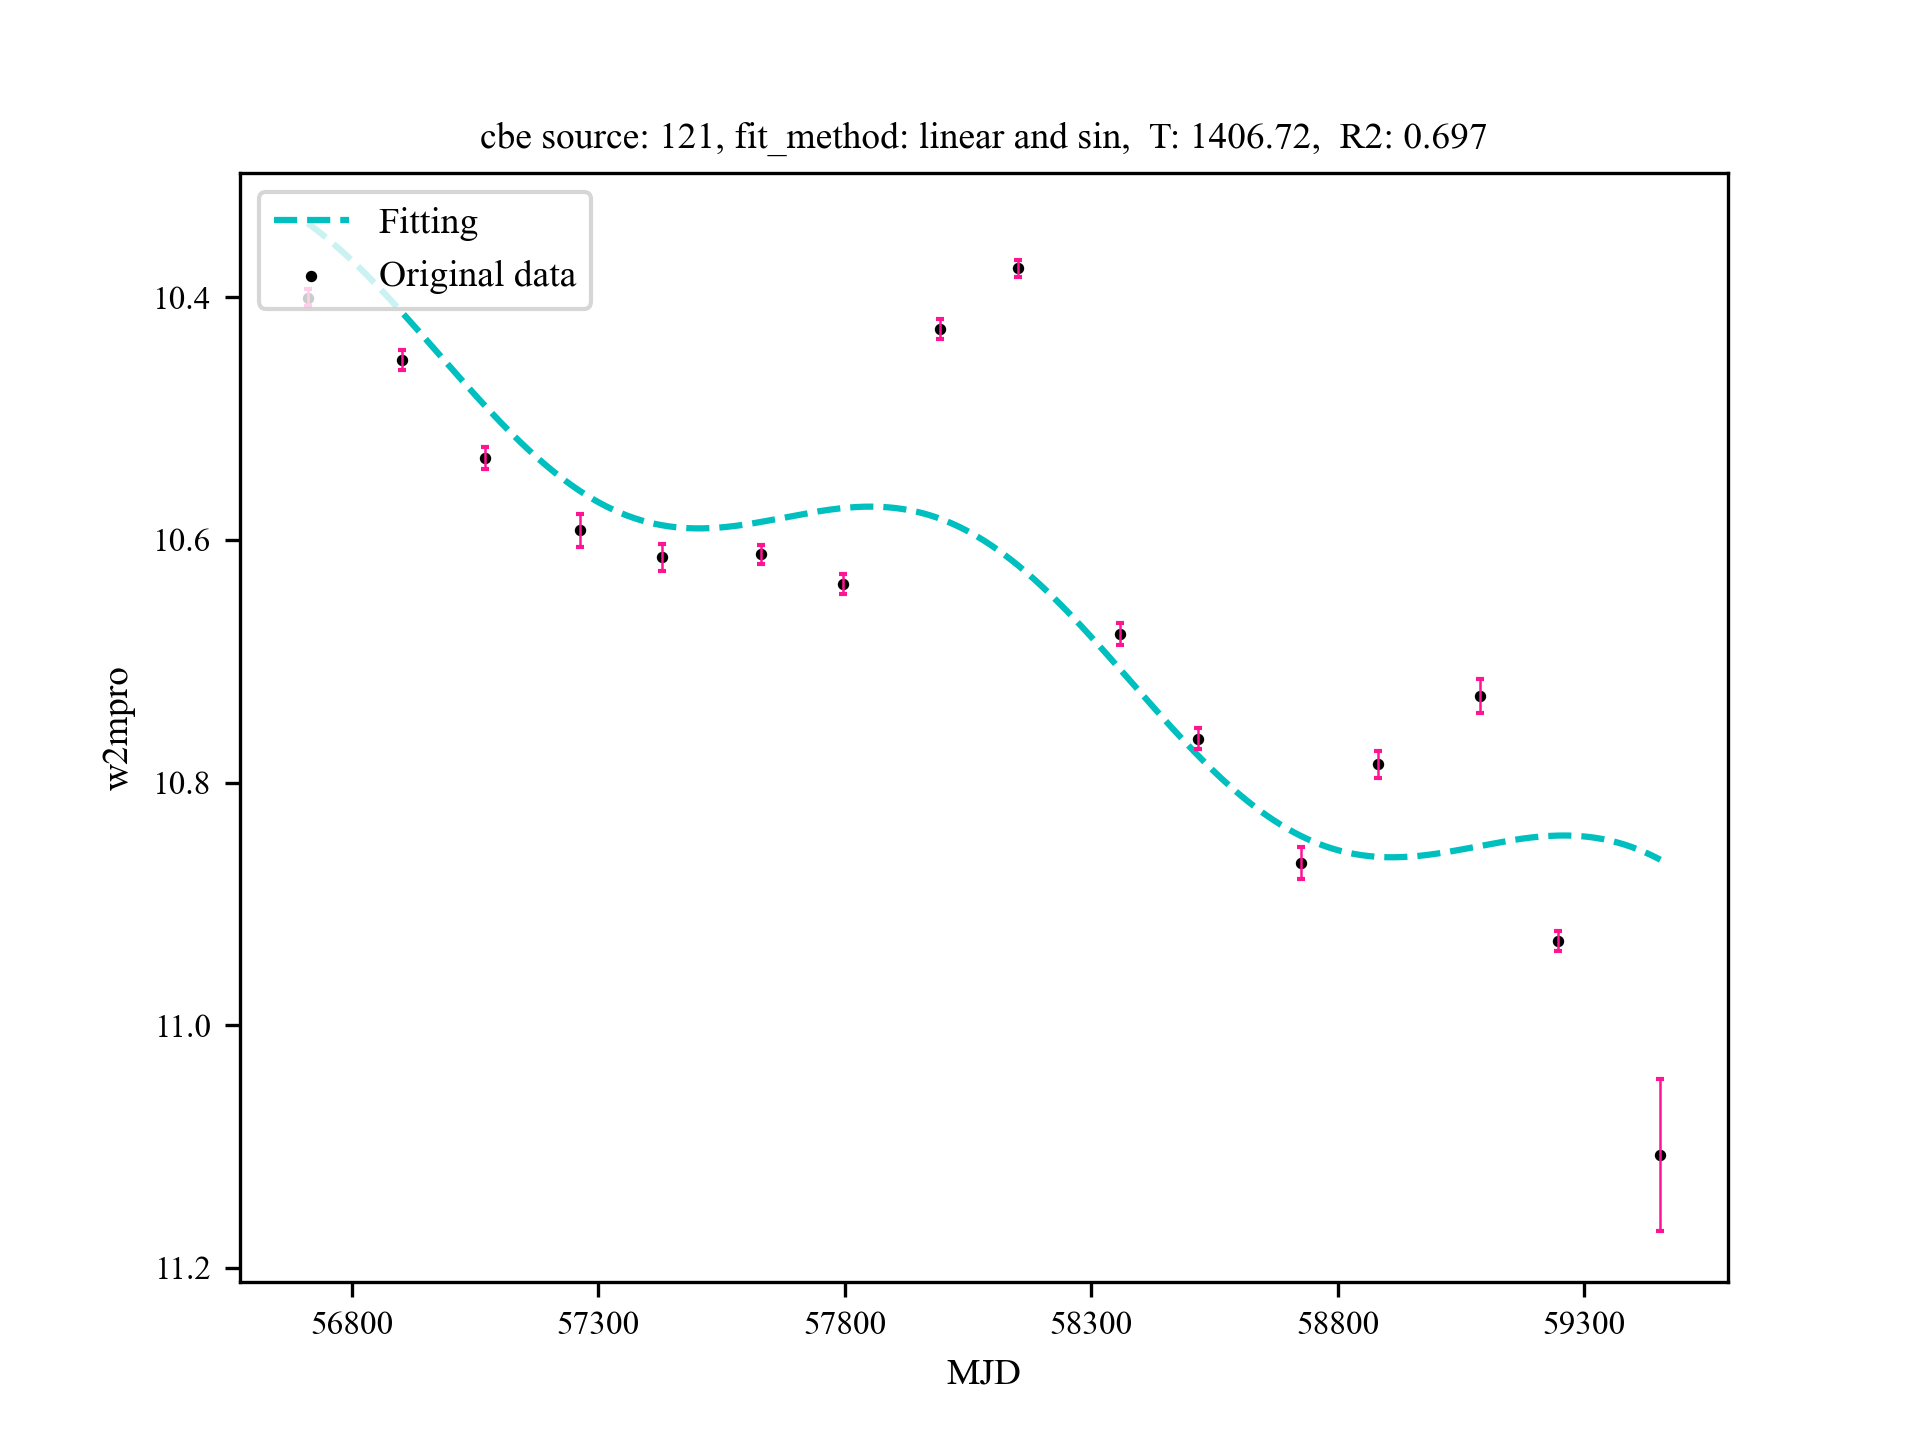 cbe source: 121, fit_method: linear and sin,  T: 1406.72,  R2: 0.697
Fitting
Original data
10.4
10.6
10.8
11.0
11.2
w2mpro
56800 57300 57800 58300 58800 59300
MJD